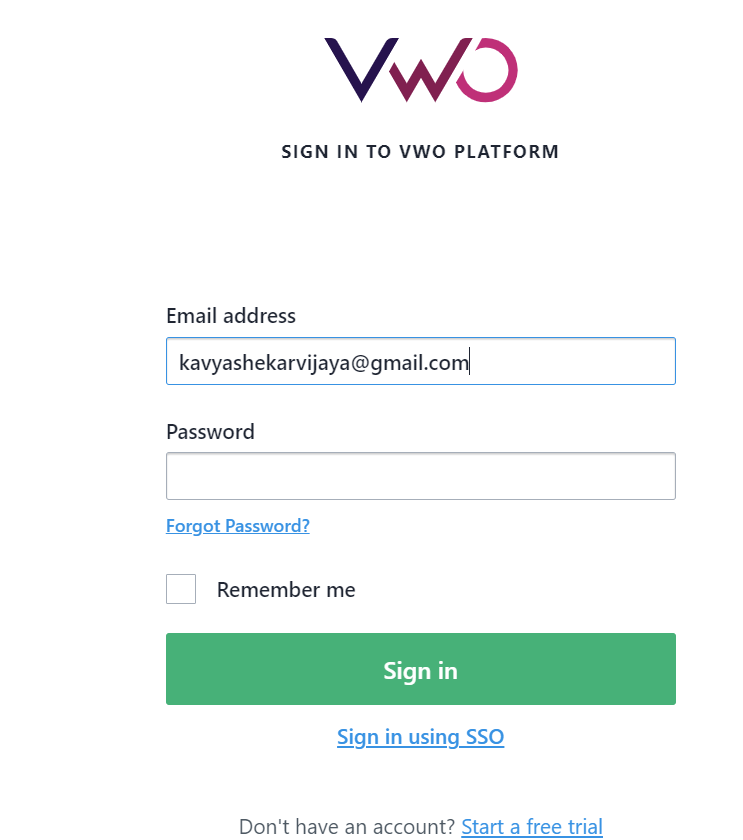 VWO
SIGN IN TO VWO PLATFORM
Email address
kavyashekarvijaya@gmail.com
Password
Forgot Password?
Remember me
Sign in
Sign in using SSO
Don't have an account? Start a free trial